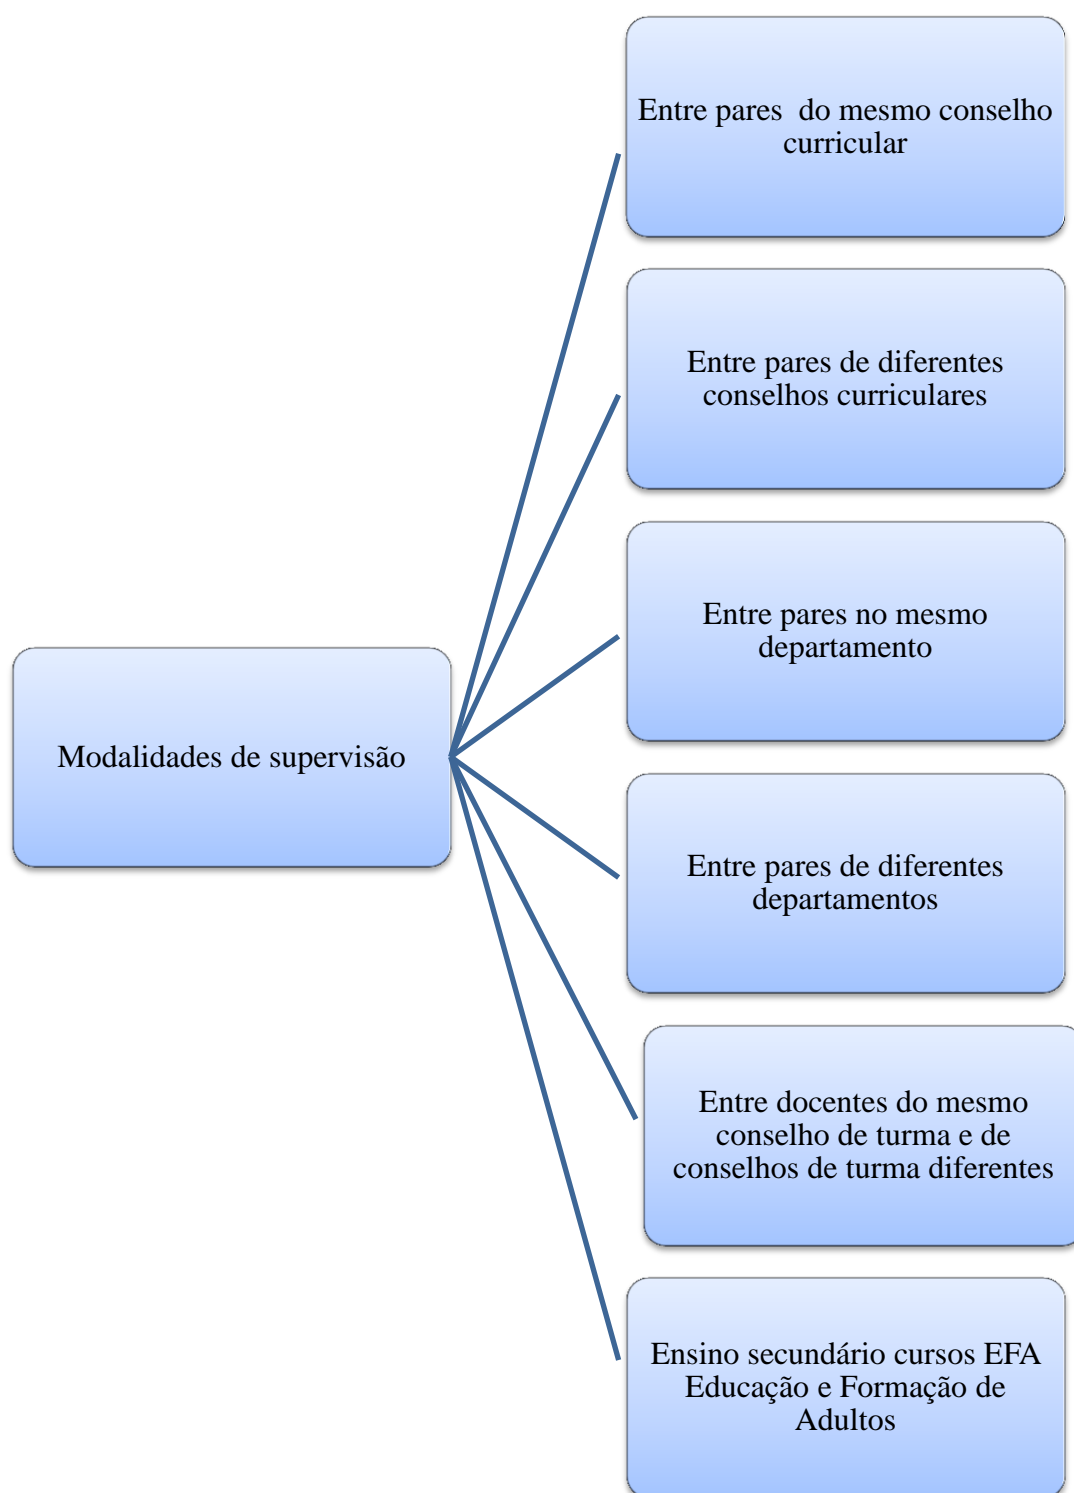 Entre pares  do mesmo conselho
curricular
Entre pares de diferentes
conselhos curriculares
Entre pares no mesmo
departamento
Modalidades de supervisão
Entre pares de diferentes
departamentos
Entre docentes do mesmo
conselho de turma e de
conselhos de turma diferentes
Ensino secundário cursos EFA
Educação e Formação de
Adultos